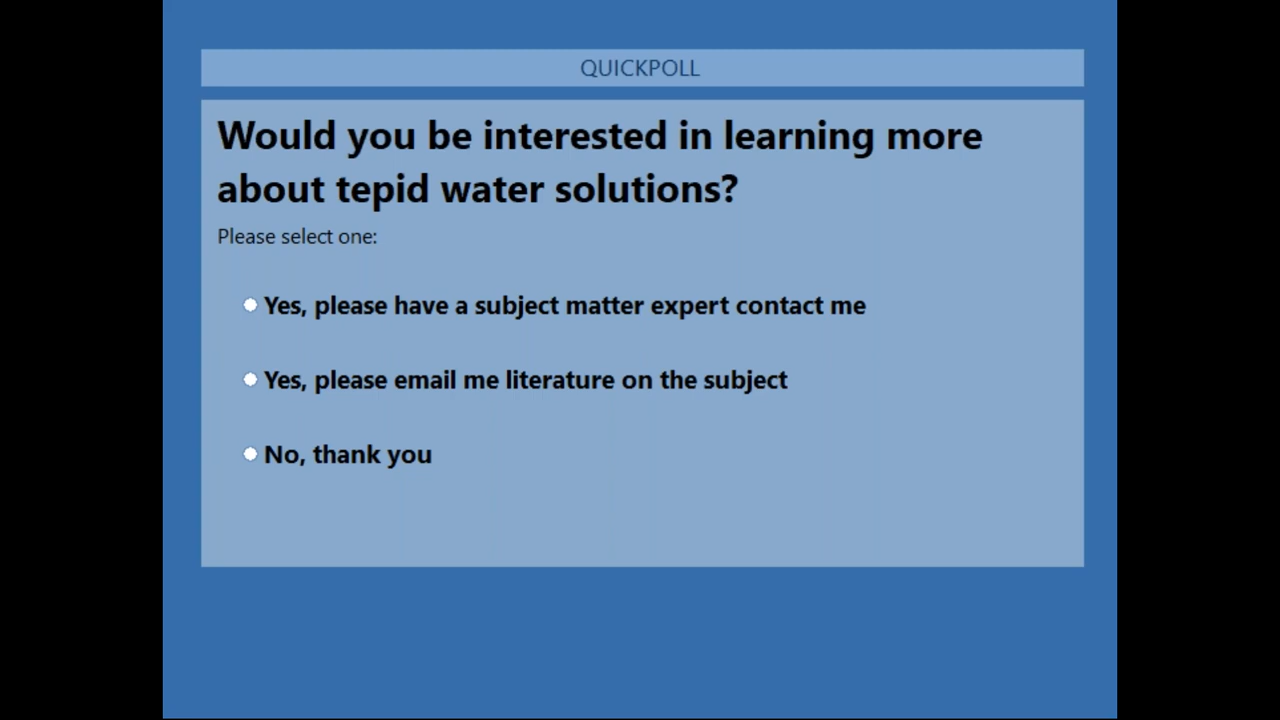 QUICKPOLL
Would you be interested in learning more
about tepid water solutions?
Please select one:
Yes, please have a subject matter expert contact me
Yes, please email me literature on the subject
No, thank you